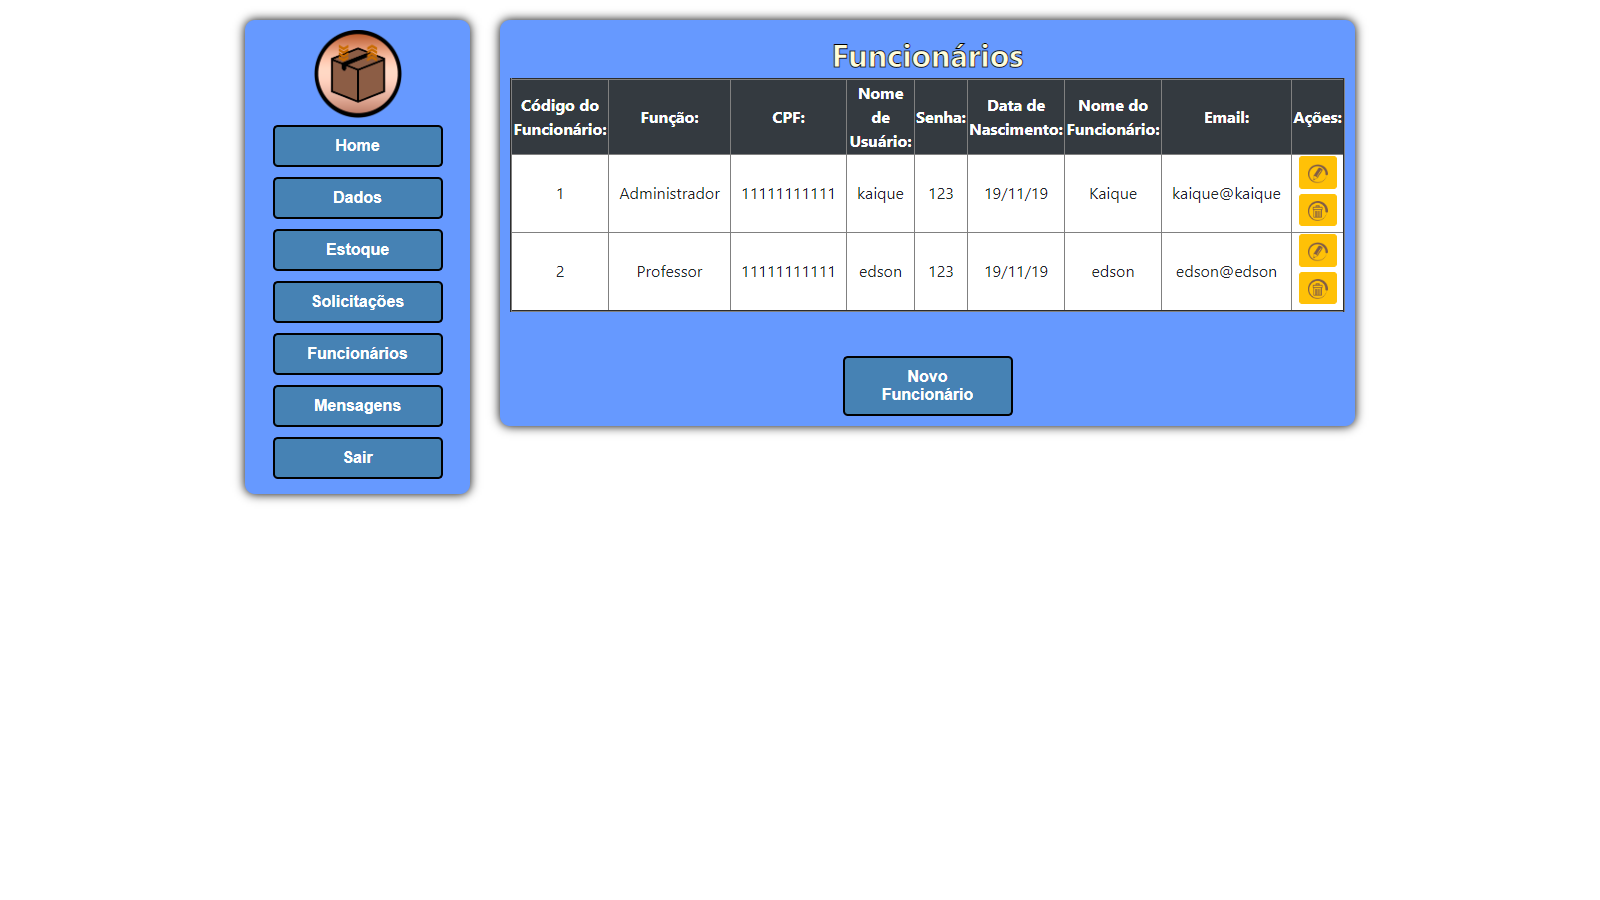 Home
Dados
Estoque
Solicitações
Funcionários
Mensagens
Sair
Funcionários
Código do Funcionário: Função: CPF: Nome de Usuário: Senha: Data de Nascimento: Nome do Funcionário: Email: Ações:
1 Administrador 11111111111 kaique 123 19/11/19 Kaique kaique@kaique
2 Professor 11111111111 edson 123 19/11/19 edson edson@edson
Novo
Funcionário